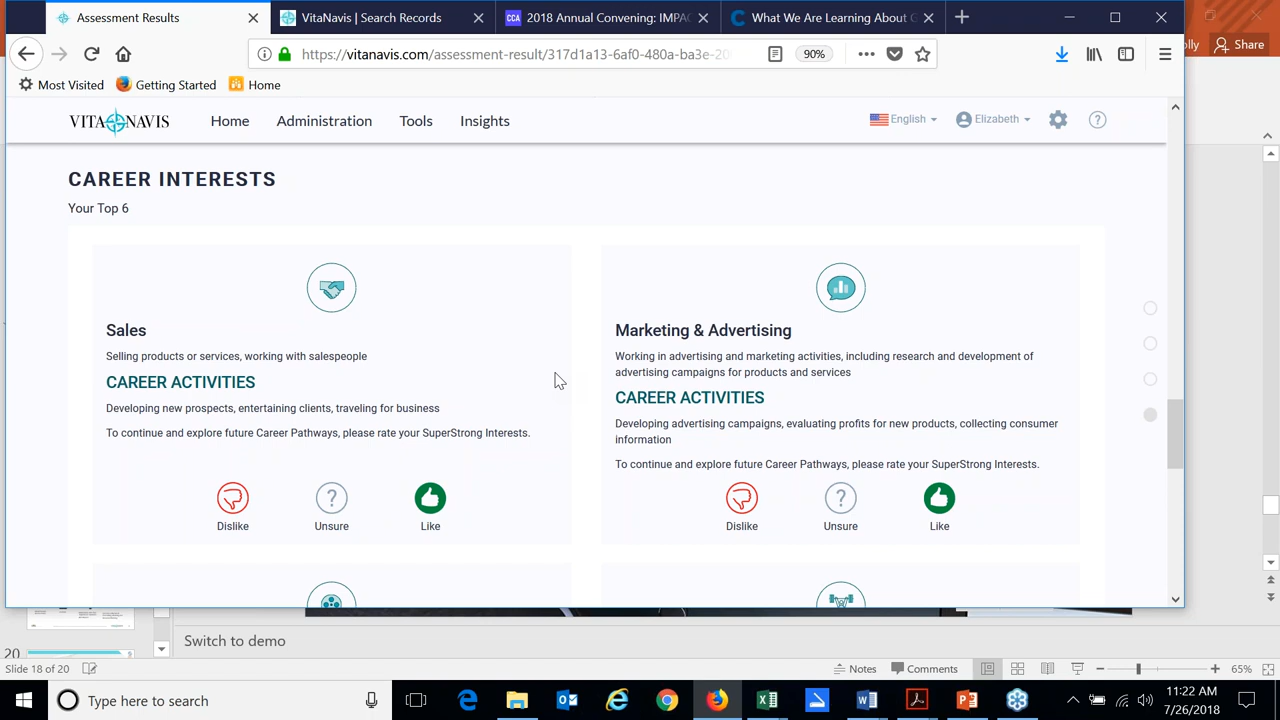 Assessment Results
VitaNavis | Search Records
CCA 2018 Annual Convening: IMPAC
What We Are Learning About G
https://vitanavis.com/assessment-result/317d1a13-6af0-480a-ba3e-20
90%
olly
Share
Most Visited
Getting Started
Home
VITA NAVIS
Home
Administration
Tools
Insights
English
Elizabeth
CAREER INTERESTS
Your Top 6
Sales
Selling products or services, working with salespeople
CAREER ACTIVITIES
Developing new prospects, entertaining clients, traveling for business
To continue and explore future Career Pathways, please rate your SuperStrong Interests.
Dislike
Unsure
Like
Marketing & Advertising
Working in advertising and marketing activities, including research and development of
advertising campaigns for products and services
CAREER ACTIVITIES
Developing advertising campaigns, evaluating profits for new products, collecting consumer
information
To continue and explore future Career Pathways, please rate your SuperStrong Interests.
Dislike
Unsure
Like
20
Switch to demo
Slide 18 of 20
Notes
Comments
65%
Type here to search
11:22 AM
7/26/2018